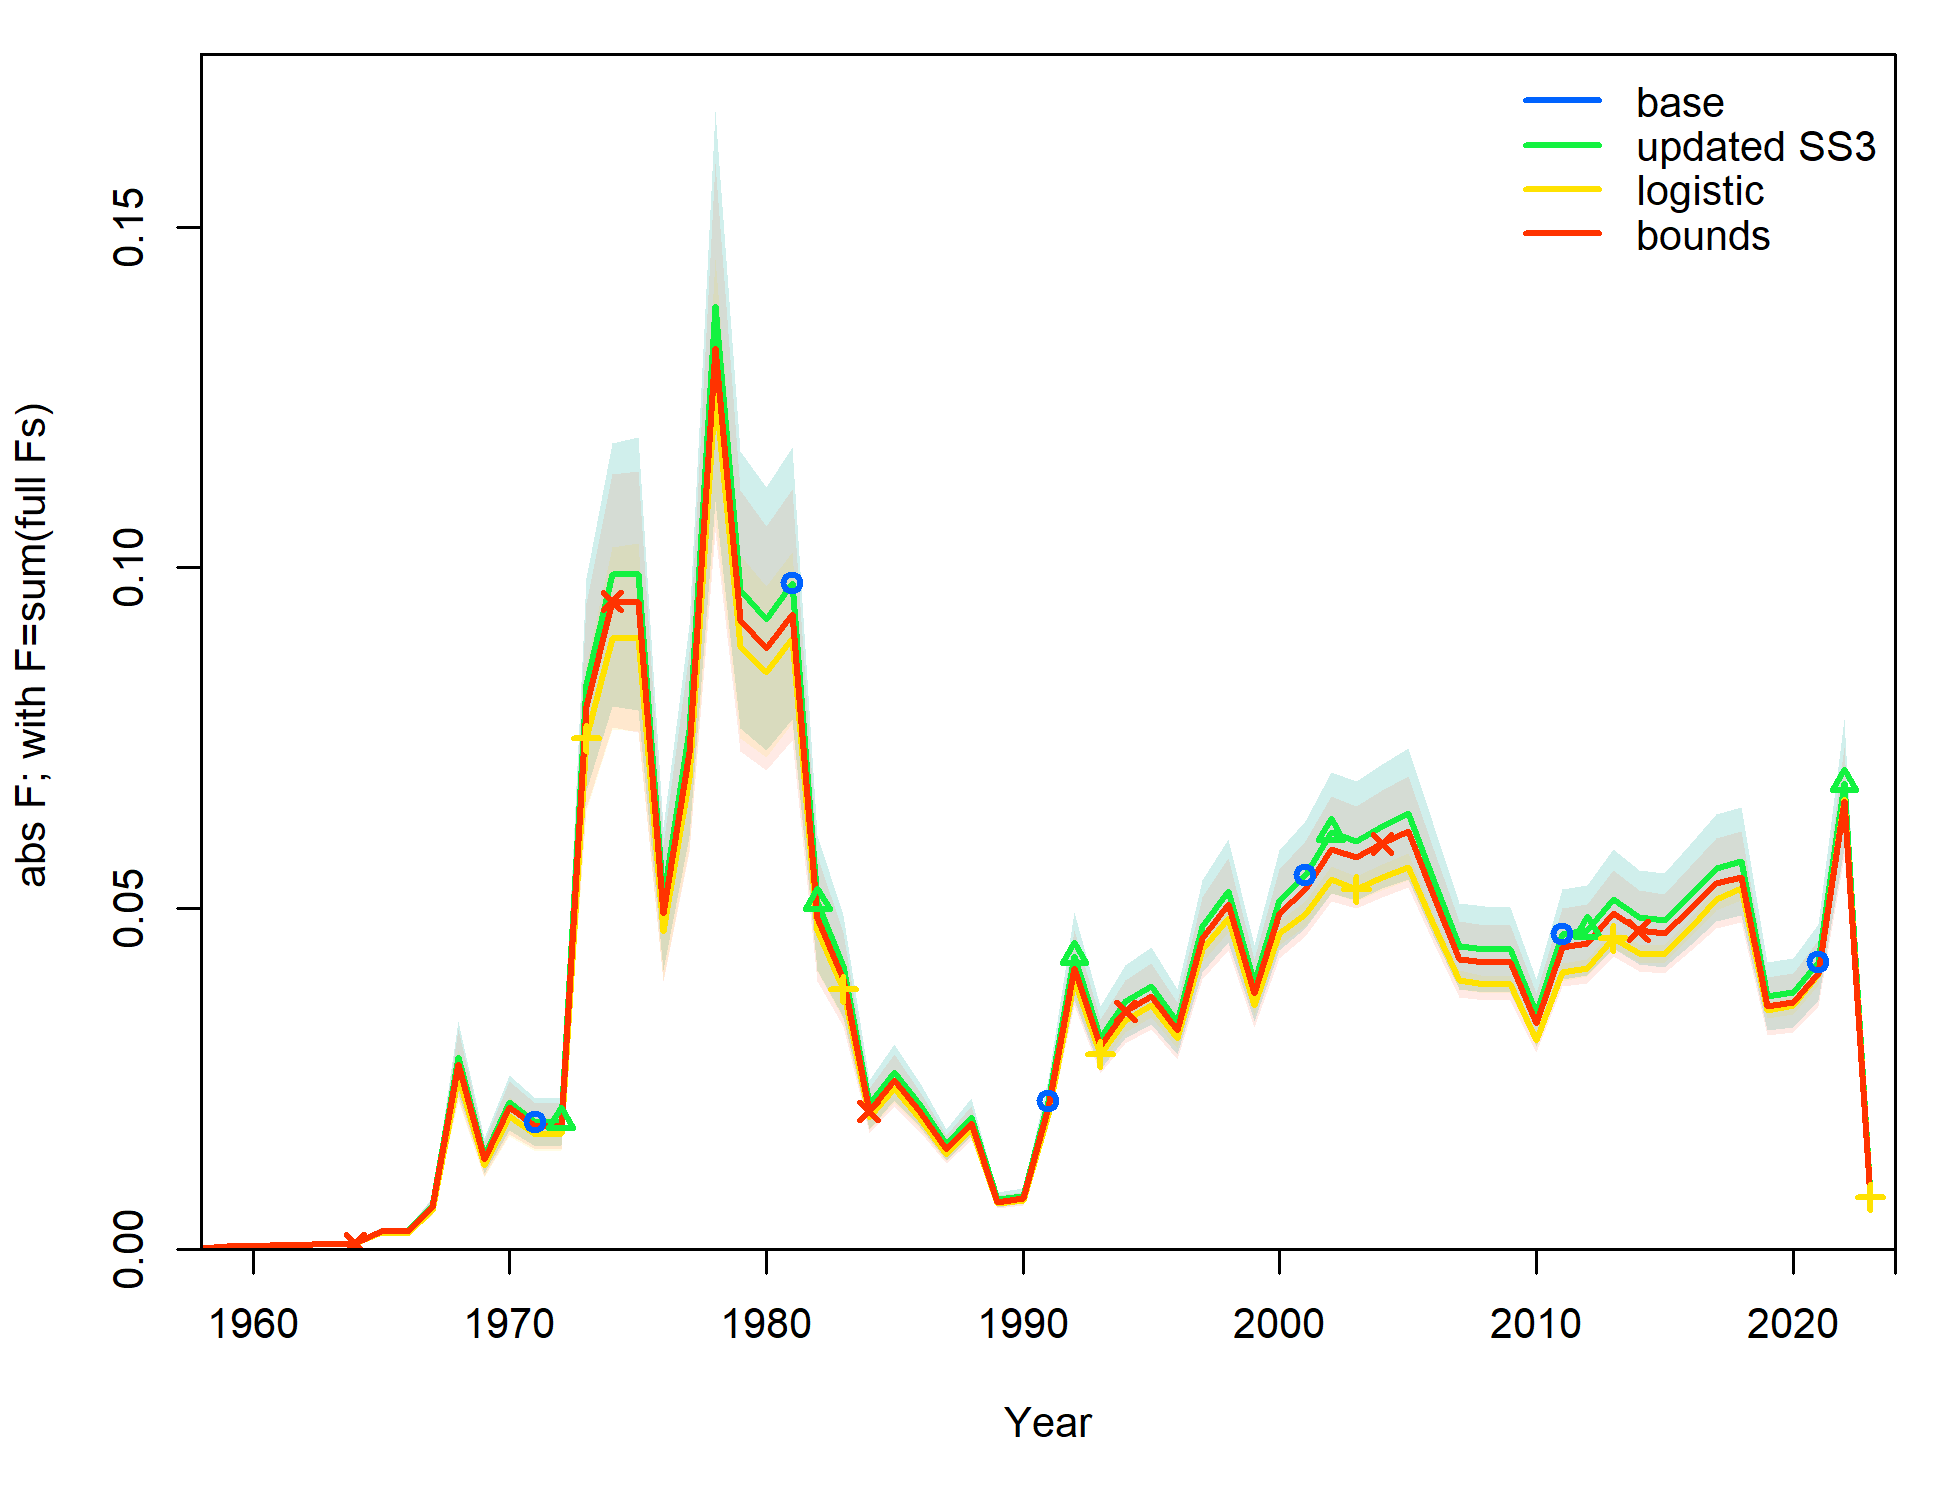 base
updated SS3
logistic
bounds
abs F; with F=sum(full Fs)
0.15
0.10
0.05
0.00
1960 1970 1980 1990 2000 2010 2020
Year